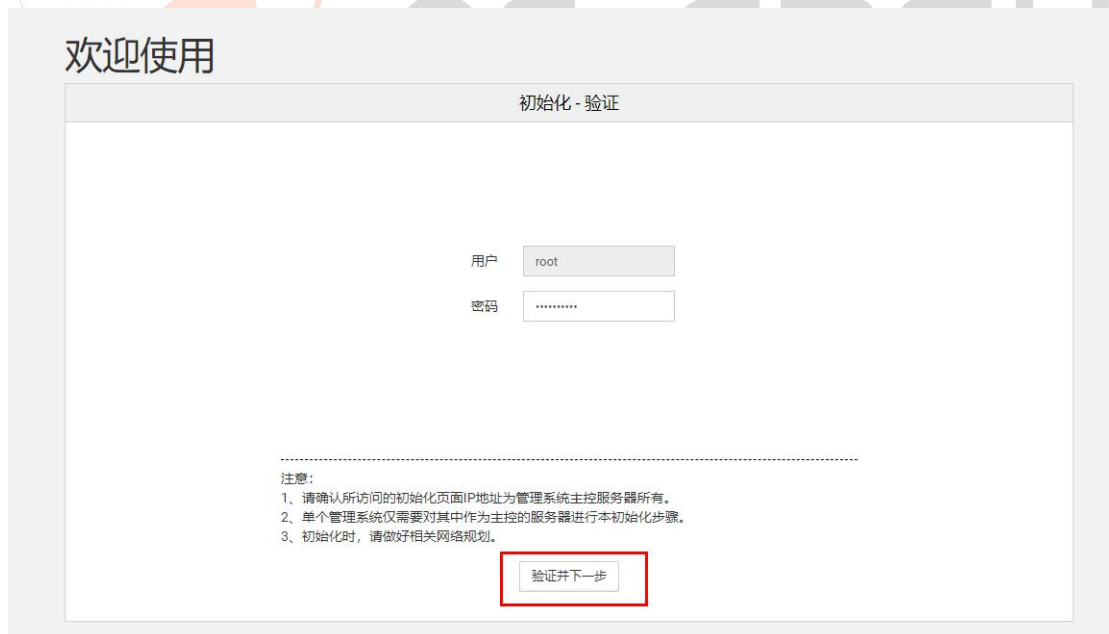 欢迎使用
初始化 - 验证
用户 root
密码 ••••••••••
注意：
1、请确认所访问的初始化页面IP地址为管理系统主控服务器所有。
2、单个管理系统仅需要对其中作为主控的服务器进行本初始化步骤。
3、初始化时，请做好相关网络规划。
验证并下一步